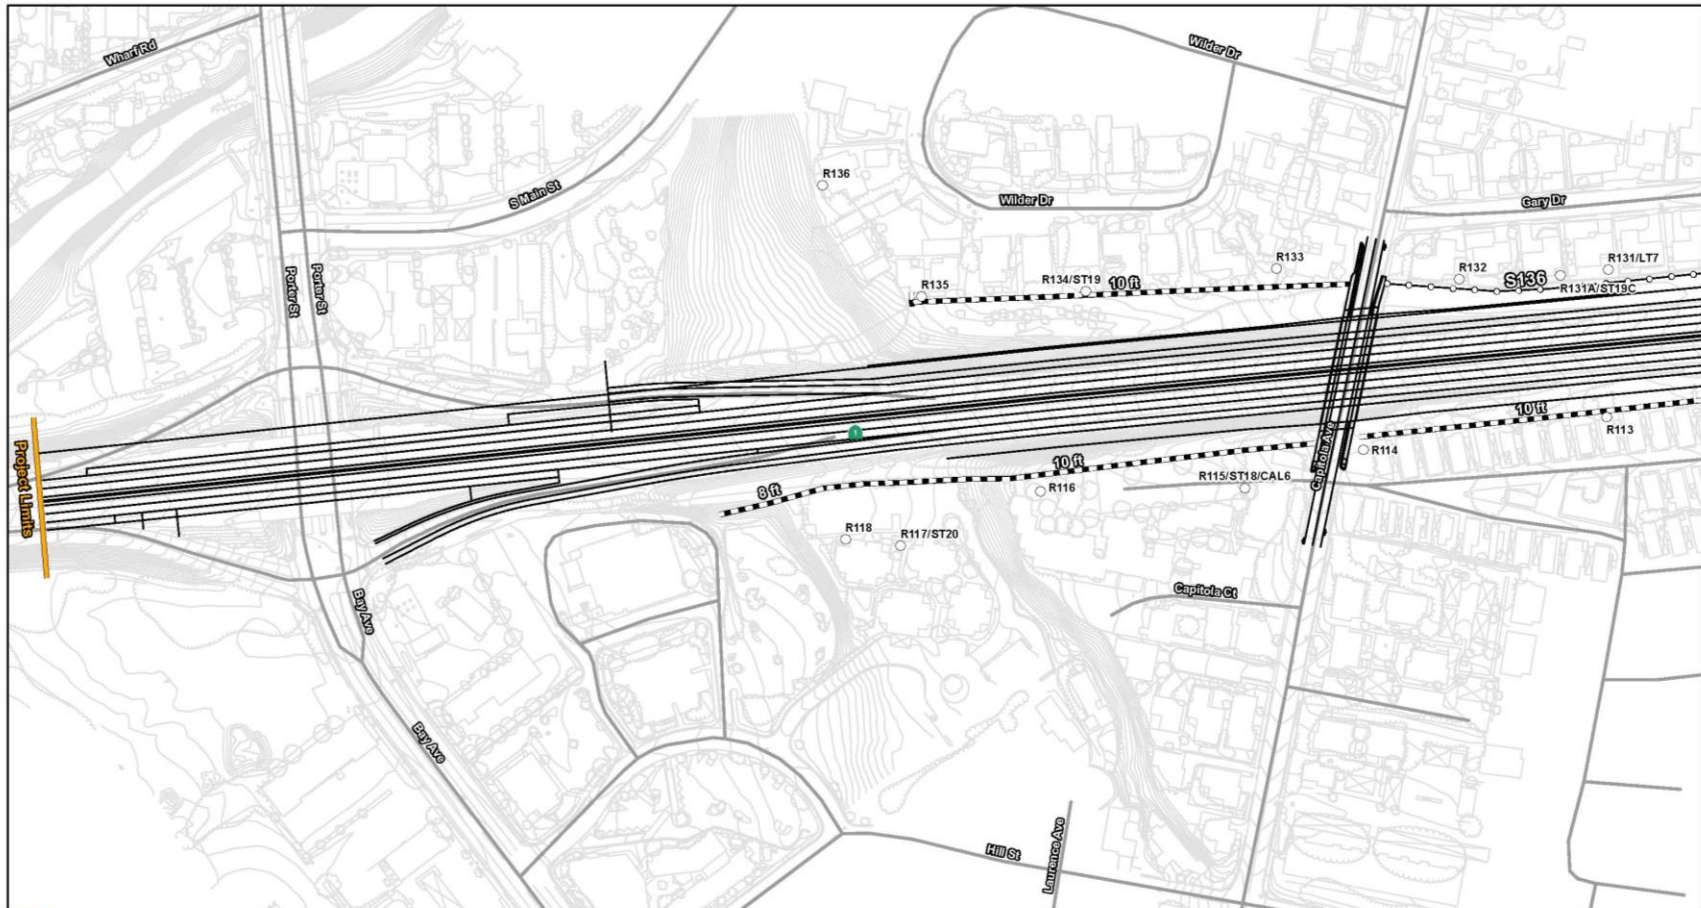 Wharf Rd
Wilder Dr
R136
S Main St
Wilder Dr
Gary Dr
Porter St
Porter St
R133
R132
R131/LT7
R134/ST19
10 ft
S136
R131A/ST19C
R135
10 ft
R113
Project Limits
Capitola Ave
R114
10 ft
R115/ST18/CAL6
R116
8 ft
R118
R117/ST20
Bay Ave
Capitola Ct
Bay Ave
Hill St
Laurence Ave